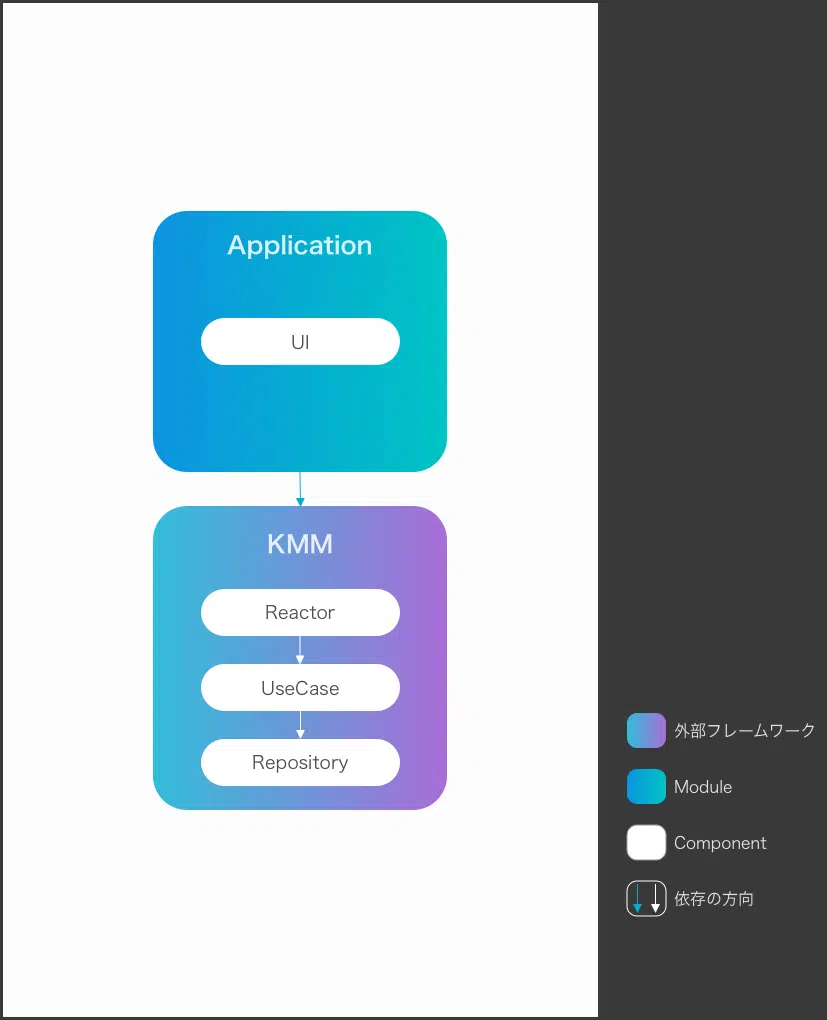 Application
UI
KMM
Reactor
UseCase
Repository
外部フレームワーク
Module
Component
依存の方向